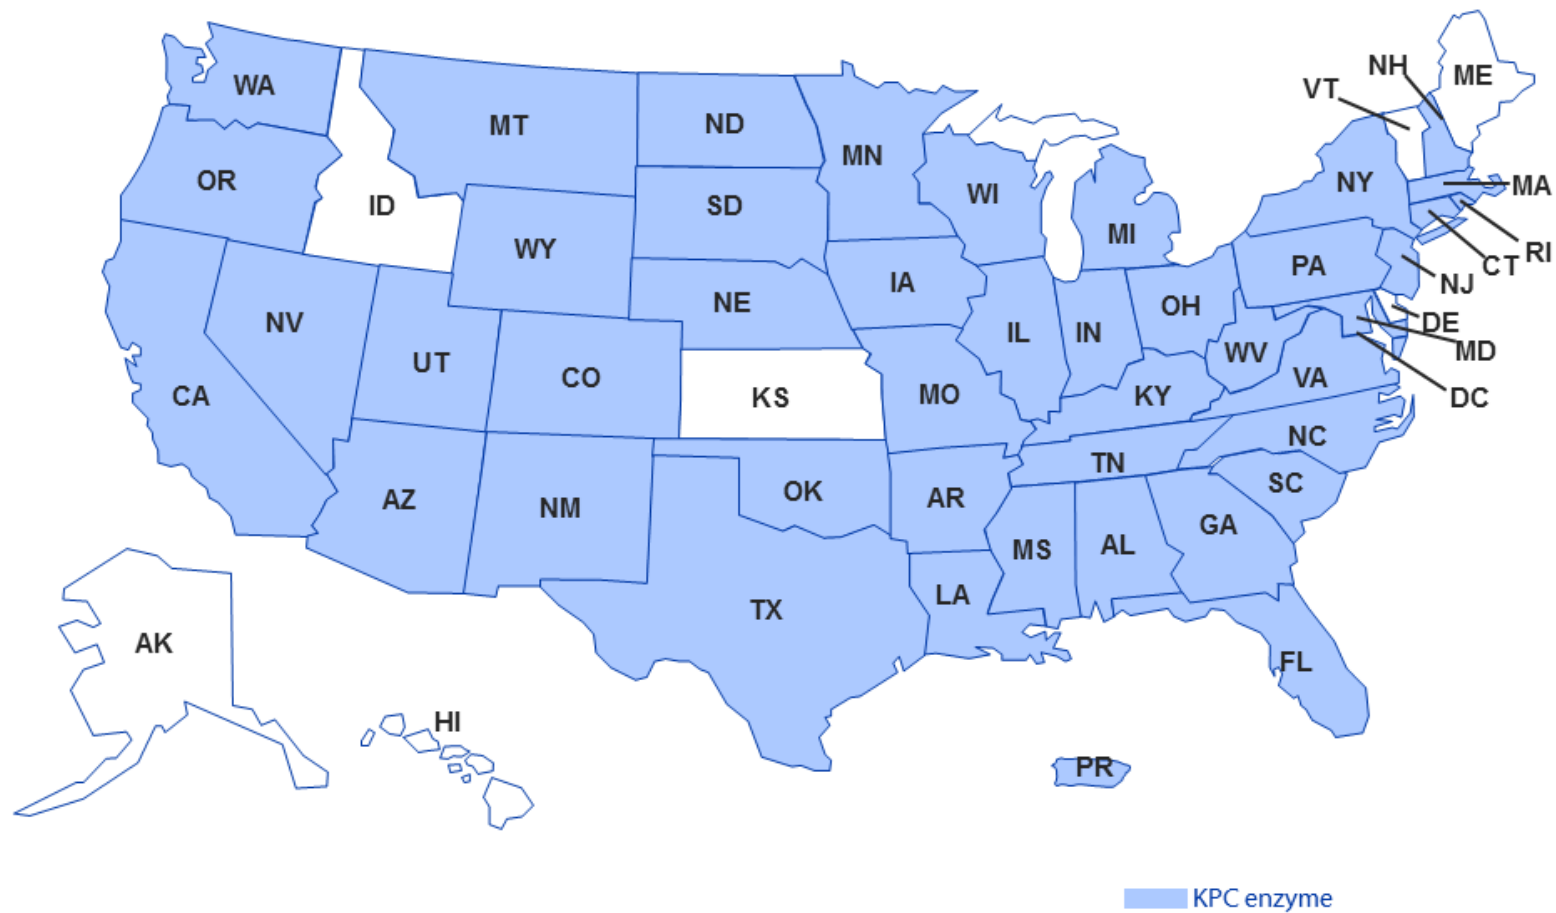 WA
MT
ND
MN
OR
ID
SD
WI
WY
MI
NY
NH
VT
ME
MA
RI
CT
NJ
PA
IA
NE
NV
UT
CO
IL
IN
OH
DE
MD
DC
WV
VA
CA
KS
MO
KY
NC
TN
AZ
NM
OK
AR
SC
GA
MS
AL
LA
TX
FL
AK
HI
PR
KPC enzyme